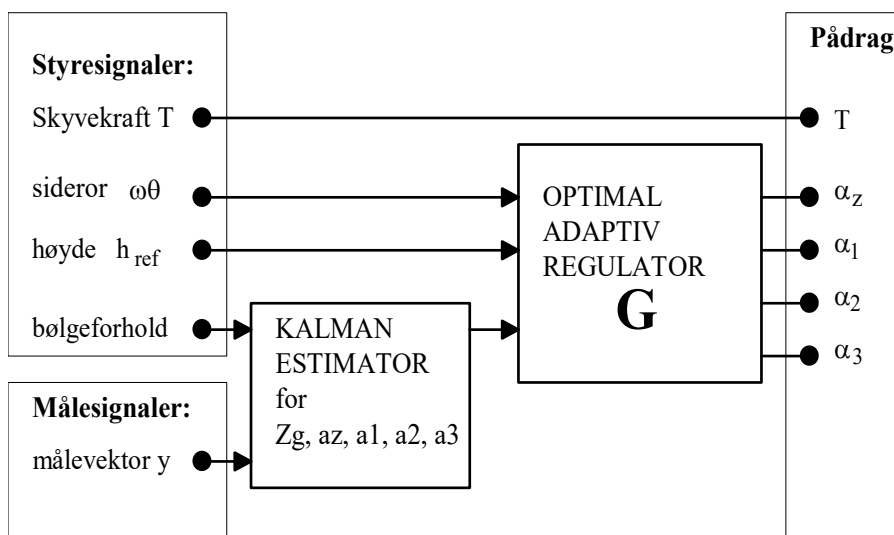 Styresignaler:
Skyvekraft T
sideror ωθ
høyde h ref
bølgeforhold
Målesignaler:
målevektor y
KALMAN
ESTIMATOR
for
Zg, az, a1, a2, a3
OPTIMAL
ADAPTIV
REGULATOR
G
Pådrag
T
αz
α1
α2
α3